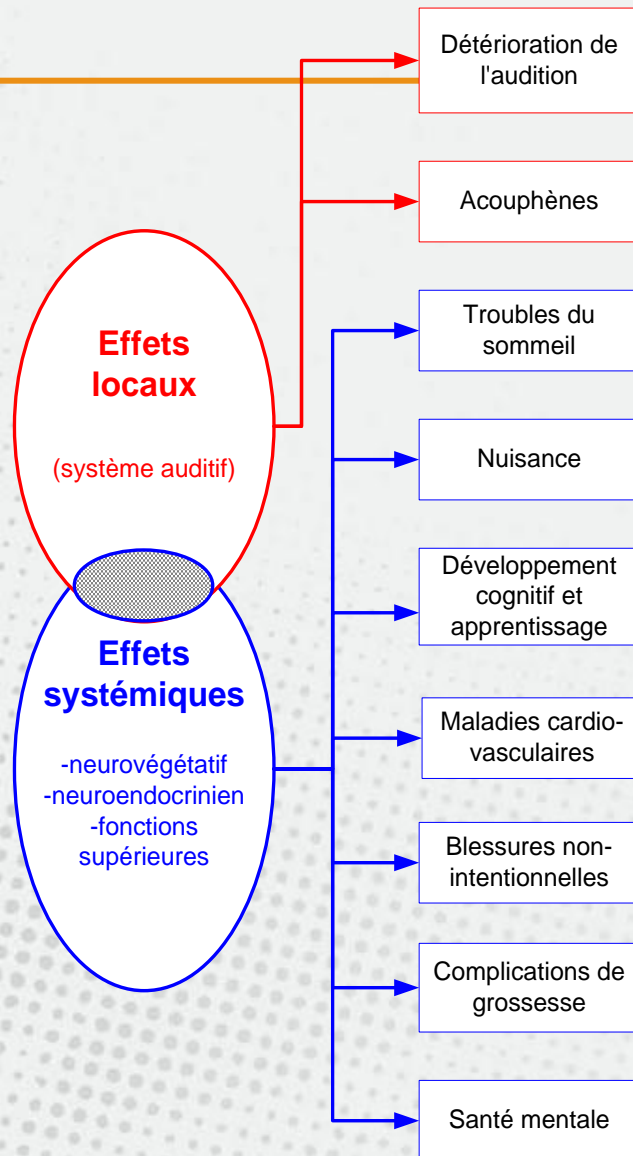 Détérioration de
l'audition
Acouphènes
Effets
locaux
(système auditif)
Troubles du
sommeil
Nuisance
Développement
cognitif et
apprentissage
Effets
systémiques
-neurovégétatif
-neuroendocrinien
-fonctions
supérieures
Maladies cardio-
vasculaires
Blessures non-
intentionnelles
Complications de
grossesse
Santé mentale